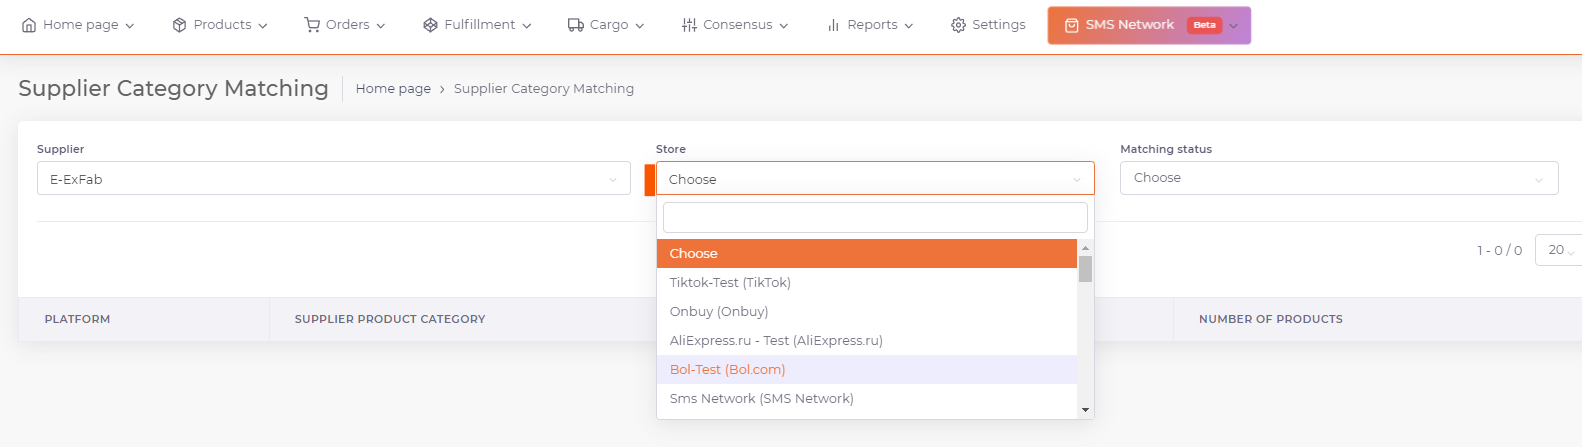 Home page Products Orders Fulfillment Cargo Consensus Reports Settings SMS Network Beta
Supplier Category Matching Home page › Supplier Category Matching
Supplier Store Matching status
E-ExFab Choose Choose
Choose
Tiktok-Test (TikTok)
Onbuy (Onbuy)
AliExpress.ru - Test (AliExpress.ru)
Bol-Test (Bol.com)
Sms Network (SMS Network)
1 - 0 / 0 20
PLATFORM SUPPLIER PRODUCT CATEGORY NUMBER OF PRODUCTS